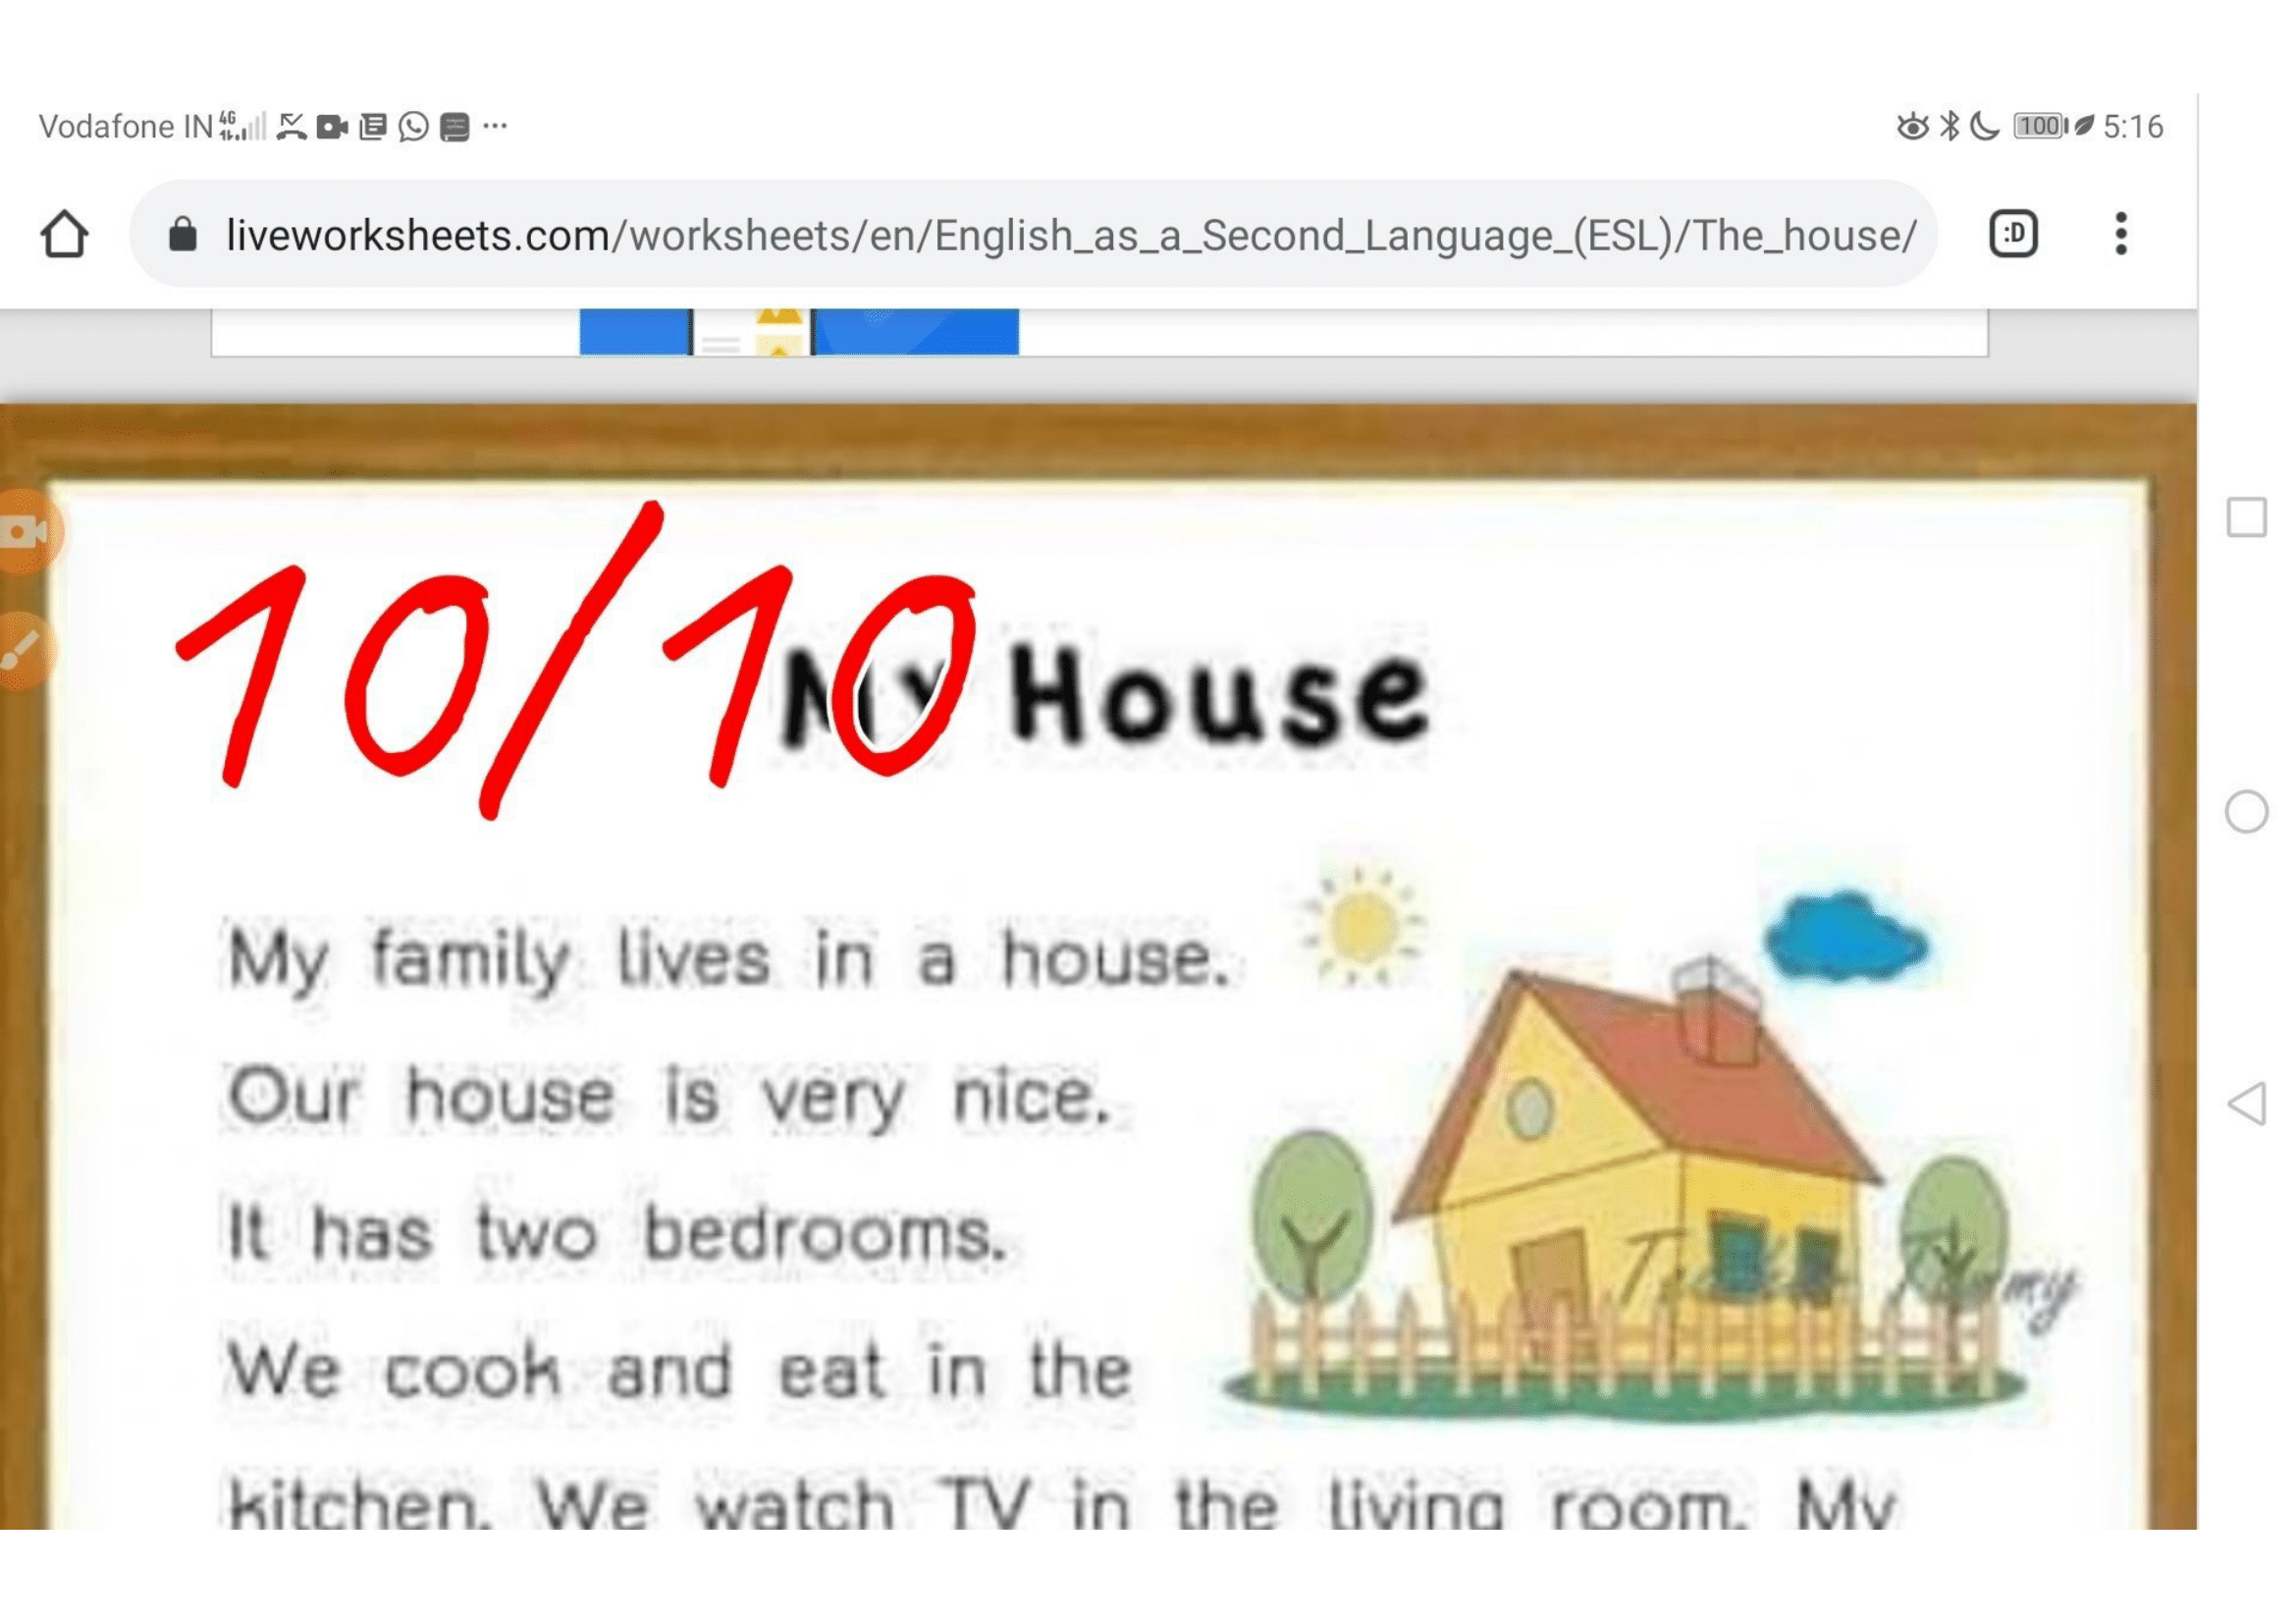 Vodafone IN 4G ... 100 5:16
liveworksheets.com/worksheets/en/English_as_a_Second_Language_(ESL)/The_house/ :D
10/10
My House
My family lives in a house.
Our house is very nice.
It has two bedrooms.
We cook and eat in the
kitchen. We watch TV in the living room. My